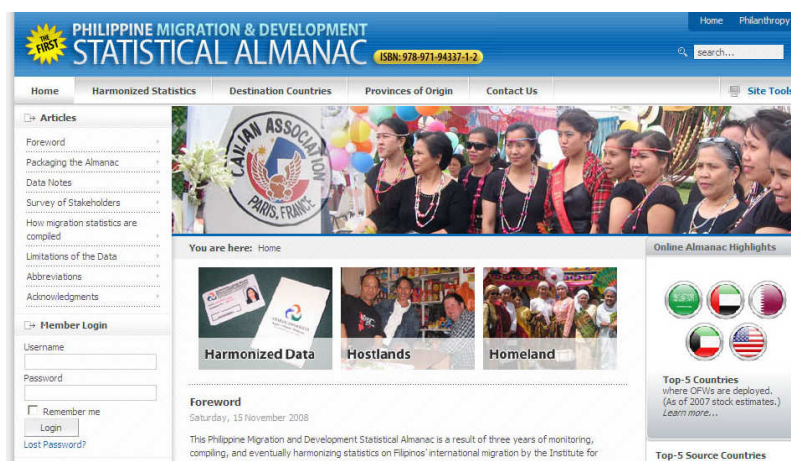 Home Philanthropy
THE FIRST
PHILIPPINE MIGRATION & DEVELOPMENT
STATISTICAL ALMANAC
ISBN: 978-971-94337-1-2
search...
Home Harmonized Statistics Destination Countries Provinces of Origin Contact Us
Site Tools
Articles
Foreword
Packaging the Almanac
Data Notes
Survey of Stakeholders
How migration statistics are
compiled
Limitations of the Data
Abbreviations
Acknowledgments
Member Login
Username
Password
Remember me
Login
Lost Password?
ASSOC
PARIS, FRANCE
You are here: Home
Harmonized Data
Hostlands
Homeland
Foreword
Saturday, 15 November 2008
This Philippine Migration and Development Statistical Almanac is a result of three years of monitoring,
compiling, and eventually harmonizing statistics on Filipinos' international migration by the Institute for
Online Almanac Highlights
Top-5 Countries
where OFWs are deployed.
(As of 2007 stock estimates.)
Learn more...
Top-5 Source Countries